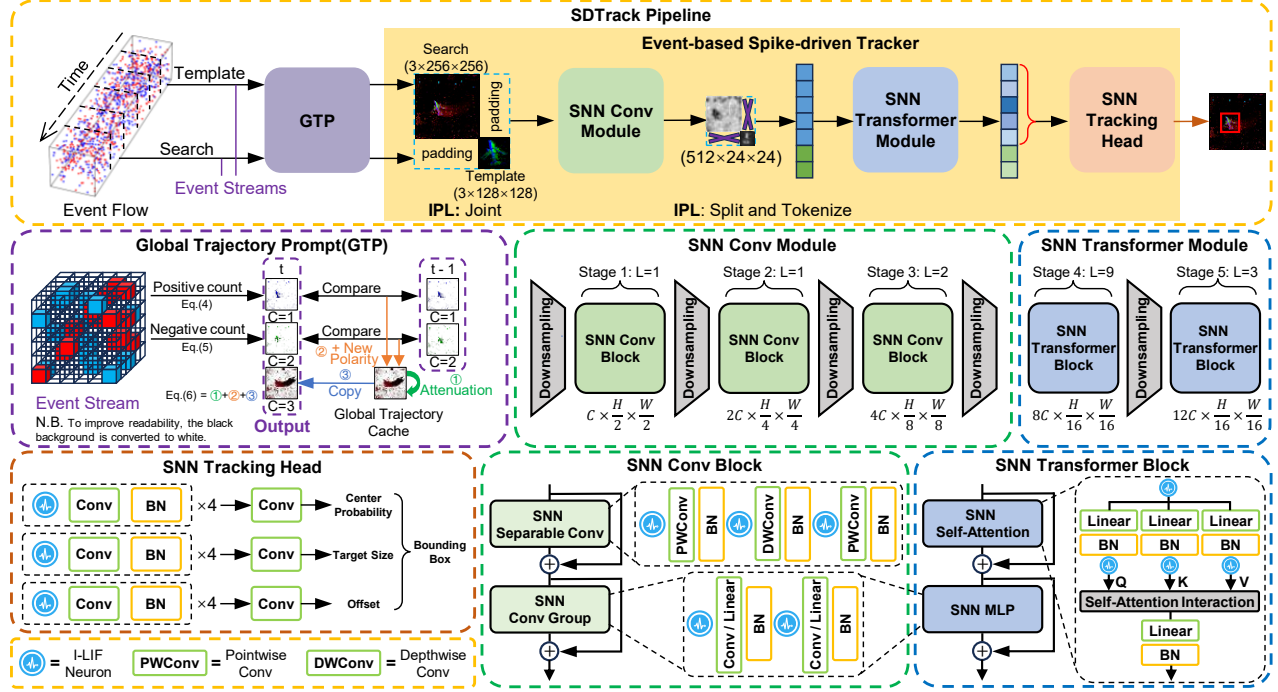 SDTrack Pipeline
Event-based Spike-driven Tracker
Time
Template
Search
Event Streams
Event Flow
GTP
Search
(3×256×256)
padding
padding
Template
(3×128×128)
IPL: Joint
SNN Conv
Module
(512×24×24)
IPL: Split and Tokenize
SNN
Transformer
Module
SNN
Tracking
Head
Global Trajectory Prompt(GTP)
t
t - 1
Positive count
Eq.(4)
Compare
C=1
C=1
Negative count
Eq.(5)
Compare
C=2
C=2
② + New
Polarity
③
Copy
①
Attenuation
Event Stream
Eq.(6) = ①+②+③
C=3
Output
Global Trajectory
Cache
N.B. To improve readability, the black
background is converted to white.
SNN Conv Module
Stage 1: L=1
Stage 2: L=1
Stage 3: L=2
Downsampling
SNN Conv
Block
Downsampling
SNN Conv
Block
Downsampling
SNN Conv
Block
Downsampling
C × H/2 × W/2
2C × H/4 × W/4
4C × H/8 × W/8
SNN Transformer Module
Stage 4: L=9
Stage 5: L=3
SNN
Transformer
Block
Downsampling
SNN
Transformer
Block
8C × H/16 × W/16
12C × H/16 × W/16
SNN Tracking Head
Conv BN ×4 Conv Center
Probability
Conv BN ×4 Conv Target Size
Conv BN ×4 Conv Offset
Bounding
Box
= I-LIF
Neuron
PWConv = Pointwise
Conv
DWConv = Depthwise
Conv
SNN Conv Block
SNN
Separable Conv
PWConv
BN
DWConv
BN
PWConv
BN
SNN
Conv Group
Conv / Linear
BN
Conv / Linear
BN
SNN Transformer Block
SNN
Self-Attention
SNN MLP
Linear Linear Linear
BN BN BN
Q K V
Self-Attention Interaction
Linear
BN